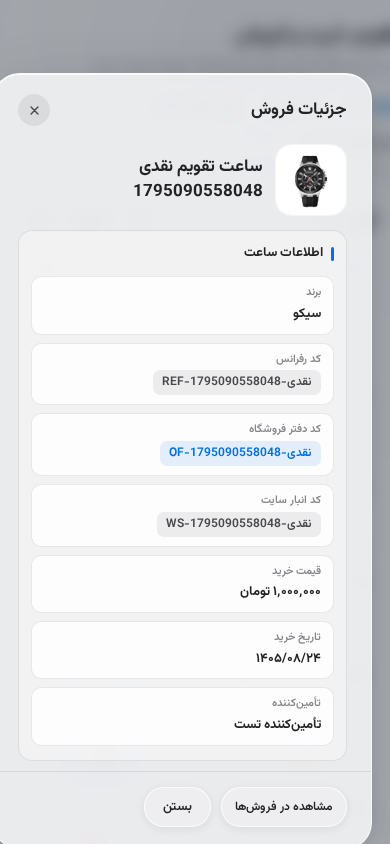 جزئیات فروش
ساعت تقویم نقدی
1795090558048
اطلاعات ساعت
برند
سیکو
کد رفرانس
REF-1795090558048-نقدی
کد دفتر فروشگاه
OF-1795090558048-نقدی
کد انبار سایت
WS-1795090558048-نقدی
قیمت خرید
۱,۰۰۰,۰۰۰ تومان
تاریخ خرید
۱۴۰۵/۰۸/۲۴
تأمین‌کننده
تأمین‌کننده تست
مشاهده در فروش‌ها
بستن